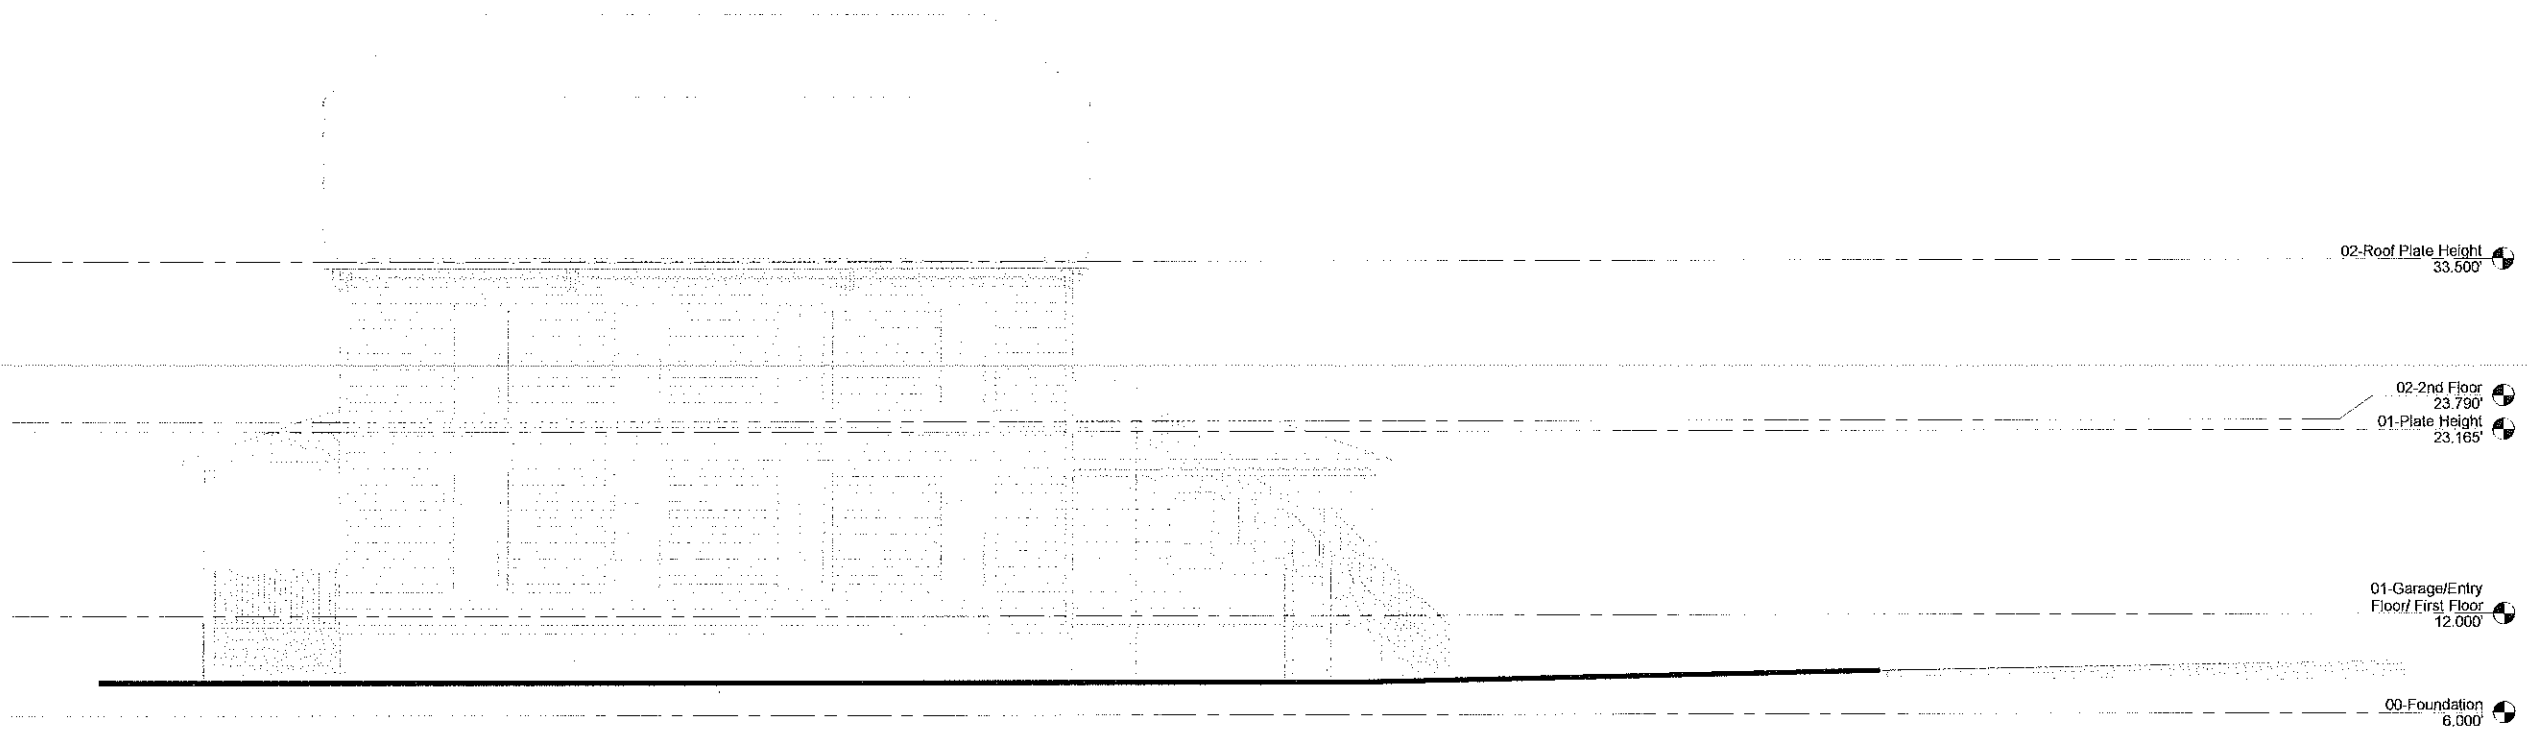 02-Roof Plate Height
33.500'
02-2nd Floor
23.790'
01-Plate Height
23.165'
01-Garage/Entry
Floor/ First Floor
12.000'
00-Foundation
6.000'